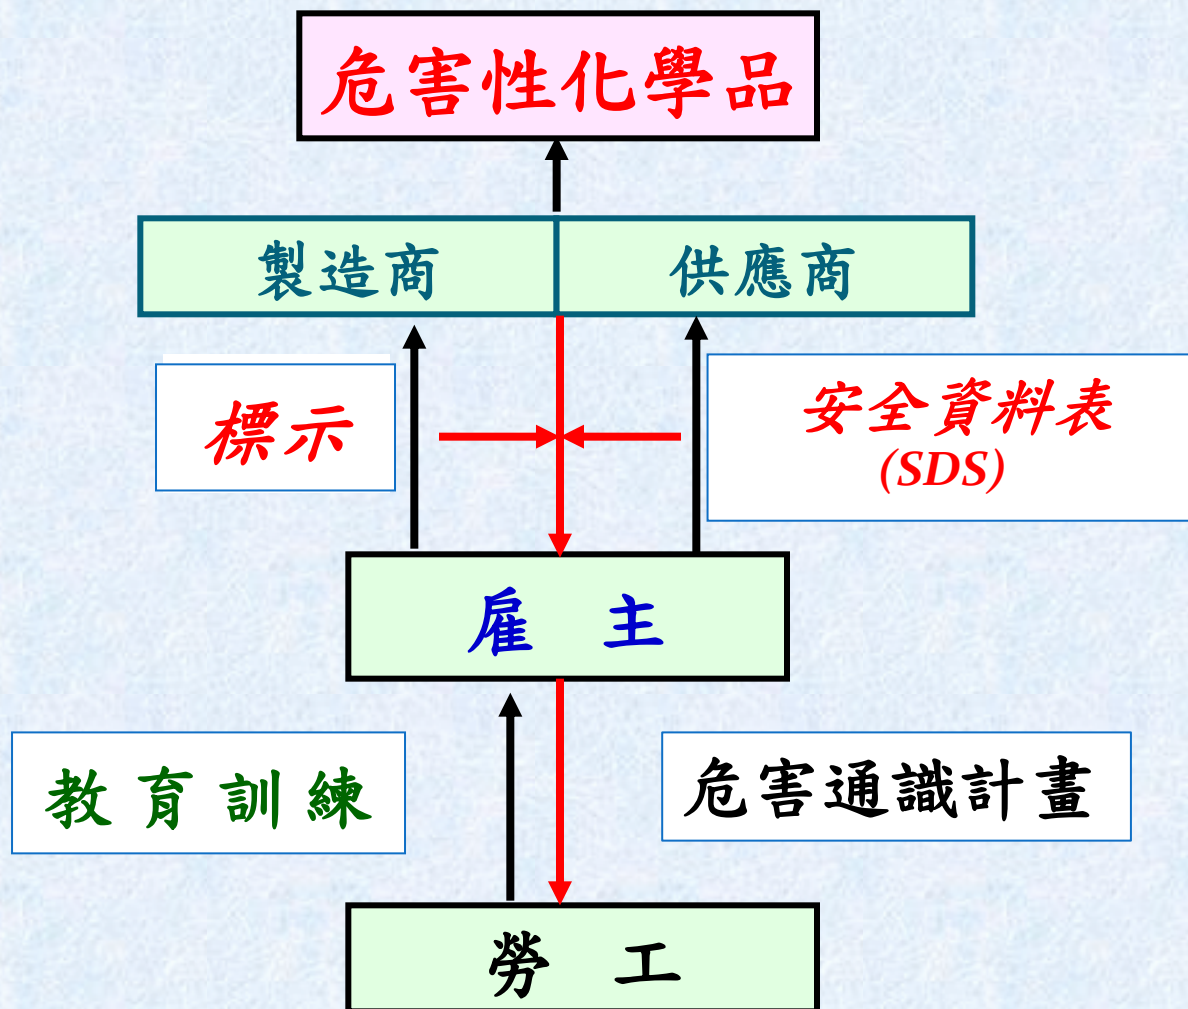 危害性化學品
製造商
供應商
標示
安全資料表
(SDS)
雇 主
教育訓練
危害通識計畫
勞 工